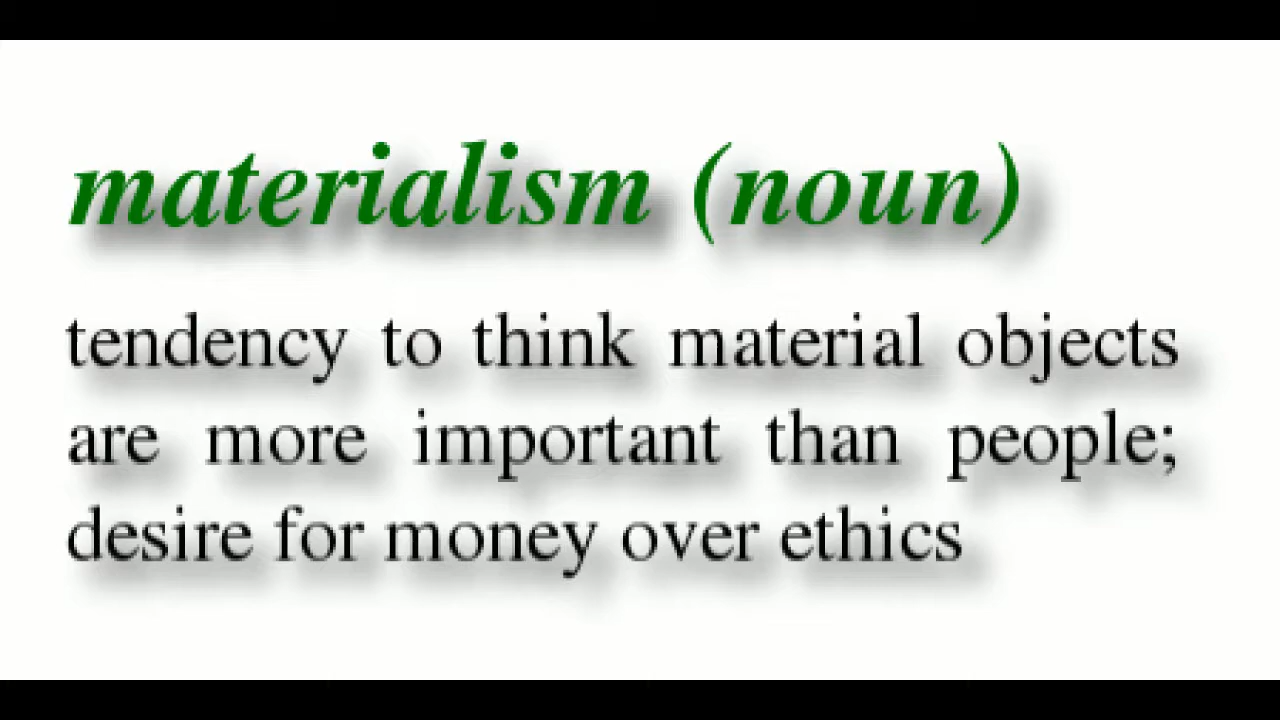 materialism (noun)
tendency to think material objects
are more important than people;
desire for money over ethics